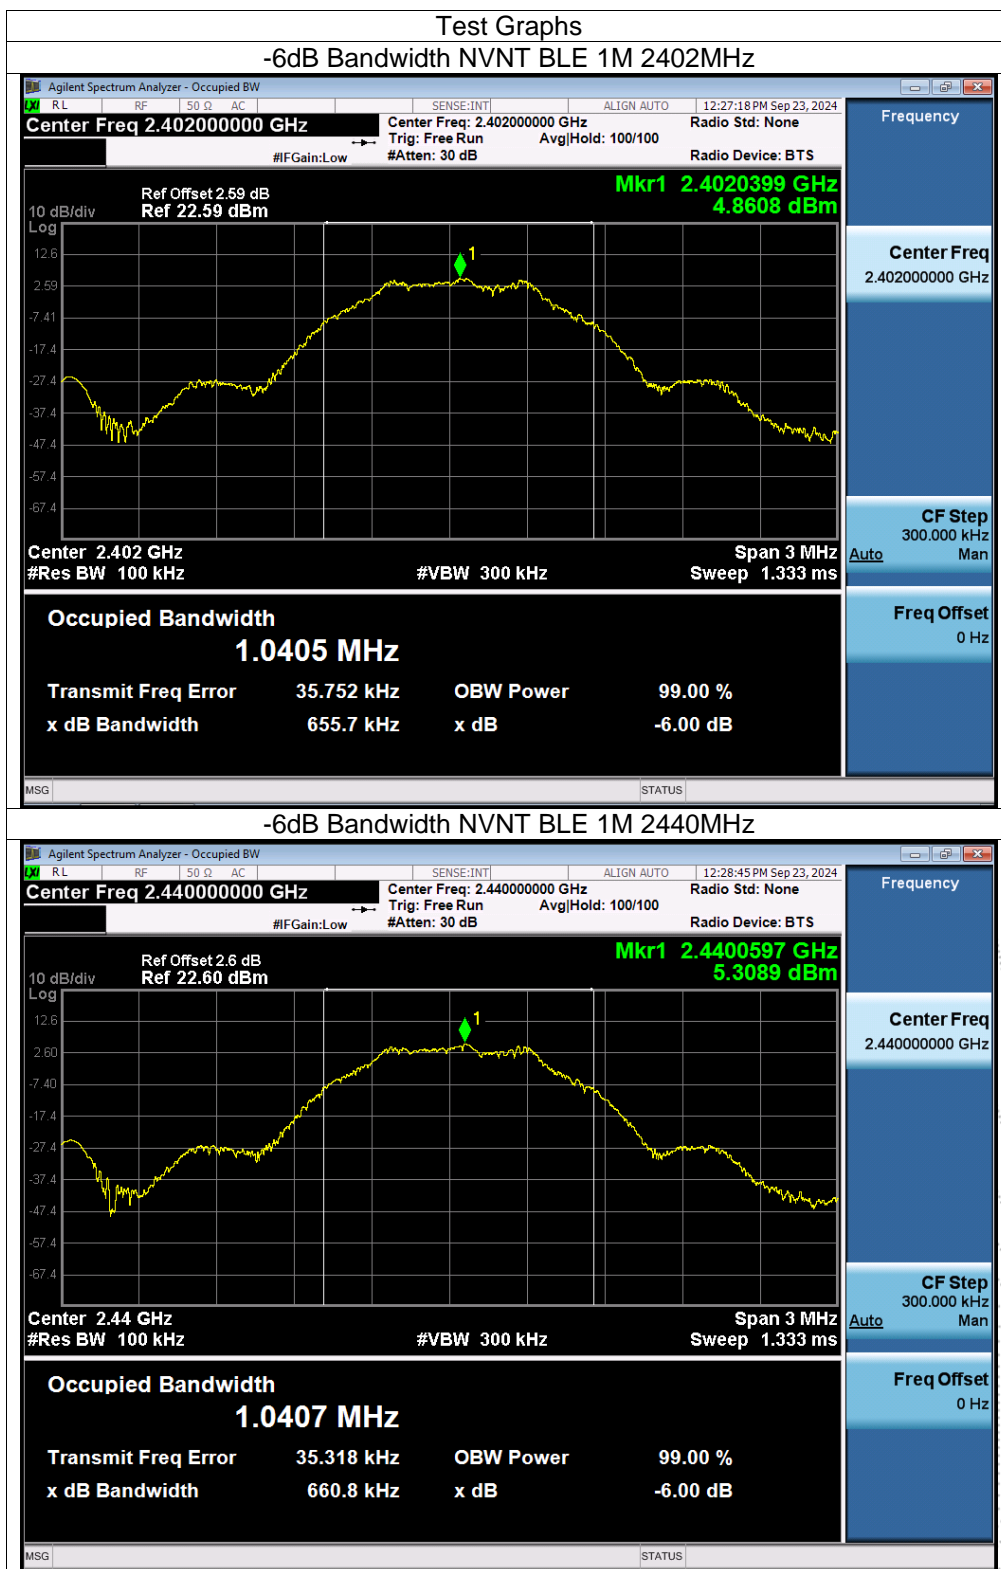 Test Graphs
-6dB Bandwidth NVNT BLE 1M 2402MHz
Agilent Spectrum Analyzer - Occupied BW
LXI RL RF 50 Ω AC SENSE:INT ALIGN AUTO 12:27:18 PM Sep 23, 2024
Center Freq 2.402000000 GHz Center Freq: 2.402000000 GHz Radio Std: None Frequency
Trig: Free Run Avg|Hold: 100/100
#IFGain:Low #Atten: 30 dB Radio Device: BTS
Mkr1 2.4020399 GHz
Ref Offset 2.59 dB 4.8608 dBm
10 dB/div Ref 22.59 dBm
Log
1
12.6
2.59
-7.41
-17.4
-27.4
-37.4
-47.4
-57.4
-67.4
Center Freq
2.402000000 GHz
CF Step
300.000 kHz
Auto Man
Center 2.402 GHz Span 3 MHz
#Res BW 100 kHz #VBW 300 kHz Sweep 1.333 ms
Freq Offset
0 Hz
Occupied Bandwidth
1.0405 MHz
Transmit Freq Error 35.752 kHz OBW Power 99.00 %
x dB Bandwidth 655.7 kHz x dB -6.00 dB
MSG STATUS
-6dB Bandwidth NVNT BLE 1M 2440MHz
Agilent Spectrum Analyzer - Occupied BW
LXI RL RF 50 Ω AC SENSE:INT ALIGN AUTO 12:28:45 PM Sep 23, 2024
Center Freq 2.440000000 GHz Center Freq: 2.440000000 GHz Radio Std: None Frequency
Trig: Free Run Avg|Hold: 100/100
#IFGain:Low #Atten: 30 dB Radio Device: BTS
Mkr1 2.4400597 GHz
Ref Offset 2.6 dB 5.3089 dBm
10 dB/div Ref 22.60 dBm
Log
1
12.6
2.60
-7.40
-17.4
-27.4
-37.4
-47.4
-57.4
-67.4
Center Freq
2.440000000 GHz
CF Step
300.000 kHz
Auto Man
Center 2.44 GHz Span 3 MHz
#Res BW 100 kHz #VBW 300 kHz Sweep 1.333 ms
Freq Offset
0 Hz
Occupied Bandwidth
1.0407 MHz
Transmit Freq Error 35.318 kHz OBW Power 99.00 %
x dB Bandwidth 660.8 kHz x dB -6.00 dB
MSG STATUS